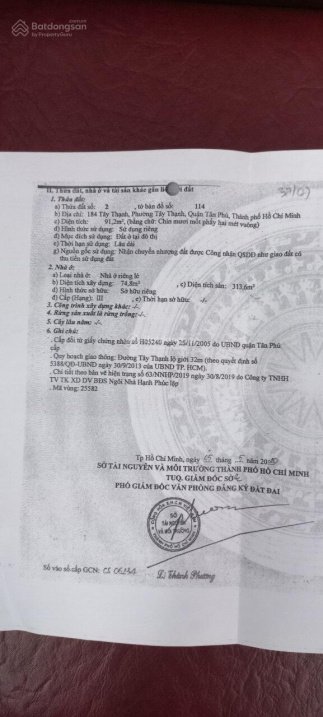 Batdongsan
by PropertyGuru
II. Thửa đất, nhà ở và tài sản khác gắn liền đất
1. Thửa đất:
a) Thửa đất số: 2 , tờ bản đồ số: 114
b) Địa chỉ: 184 Tây Thạnh, Phường Tây Thạnh, Quận Tân Phú, Thành phố Hồ Chí Minh
c) Diện tích: 91,2m², (bằng chữ: Chín mươi mốt phẩy hai mét vuông)
d) Hình thức sử dụng: Sử dụng riêng
đ) Mục đích sử dụng: Đất ở tại đô thị
e) Thời hạn sử dụng: Lâu dài
g) Nguồn gốc sử dụng: Nhận chuyển nhượng đất được Công nhận QSDĐ như giao đất có
thu tiền sử dụng đất
2. Nhà ở:
a) Loại nhà ở: Nhà ở riêng lẻ
b) Diện tích xây dựng: 74,8m² , c) Diện tích sàn: 313,6m²
d) Hình thức sở hữu: Sở hữu riêng
đ) Cấp (Hạng): III , e) Thời hạn sở hữu: -/-
3. Công trình xây dựng khác: -/-
4. Rừng sản xuất là rừng trồng: -/-
5. Cây lâu năm: -/-
6. Ghi chú:
. Cấp đổi từ giấy chứng nhận số H05240 ngày 25/11/2005 do UBND quận Tân Phú
cấp
. Quy hoạch giao thông: Đường Tây Thạnh lộ giới 32m (theo quyết định số
5388/QĐ-UBND ngày 30/9/2013 của UBND TP. HCM).
. Chi tiết theo bản vẽ hiện trạng số 63/NNHP/2019 ngày 30/8/2019 do Công ty TNHH
TV TK XD DV BĐS Ngôi Nhà Hạnh Phúc lập
. Mã vùng: 25582
Tp Hồ Chí Minh, ngày tháng năm
SỞ TÀI NGUYÊN VÀ MÔI TRƯỜNG THÀNH PHỐ HỒ CHÍ MINH
TUQ. GIÁM ĐỐC SỞ
PHÓ GIÁM ĐỐC VĂN PHÒNG ĐĂNG KÝ ĐẤT ĐAI
SỞ
TÀI NGUYÊN
VÀ MÔI TRƯỜNG
Số vào sổ cấp GCN: CS 06134
Thành Phương